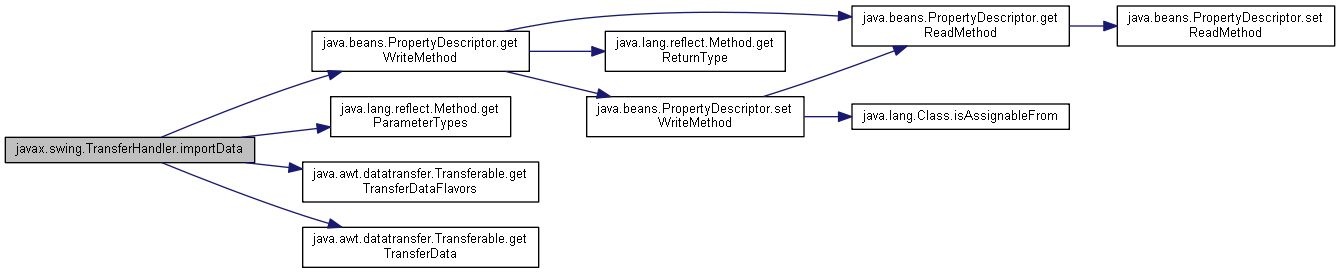 javax.swing.TransferHandler.importData
java.beans.PropertyDescriptor.get
WriteMethod
java.lang.reflect.Method.get
ParameterTypes
java.awt.datatransfer.Transferable.get
TransferDataFlavors
java.awt.datatransfer.Transferable.get
TransferData
java.lang.reflect.Method.get
ReturnType
java.beans.PropertyDescriptor.set
WriteMethod
java.beans.PropertyDescriptor.get
ReadMethod
java.lang.Class.isAssignableFrom
java.beans.PropertyDescriptor.set
ReadMethod